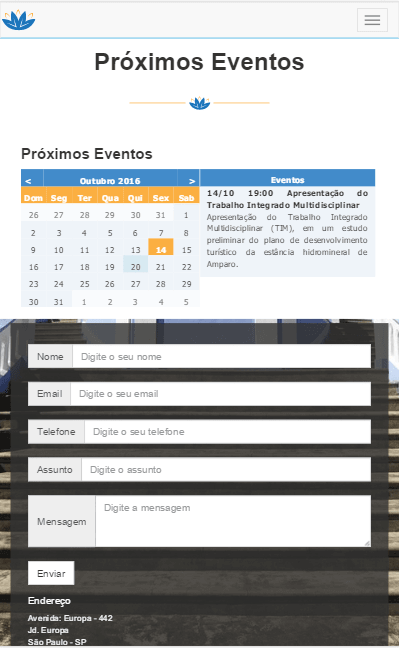 Próximos Eventos
Próximos Eventos
< Outubro 2016 >
Dom Seg Ter Qua Qui Sex Sab
26 27 28 29 30 31 1
2 3 4 5 6 7 8
9 10 11 12 13 14 15
16 17 18 19 20 21 22
23 24 25 26 27 28 29
30 31 1 2 3 4 5
Eventos
14/10 19:00 Apresentação do
Trabalho Integrado Multidisciplinar
Apresentação do Trabalho Integrado
Multidisciplinar (TIM), em um estudo
preliminar do plano de desenvolvimento
turístico da estância hidromineral de
Amparo.
Nome Digite o seu nome
Email Digite o seu email
Telefone Digite o seu telefone
Assunto Digite o assunto
Mensagem Digite a mensagem
Enviar
Endereço
Avenida: Europa - 442
Jd. Europa
São Paulo - SP